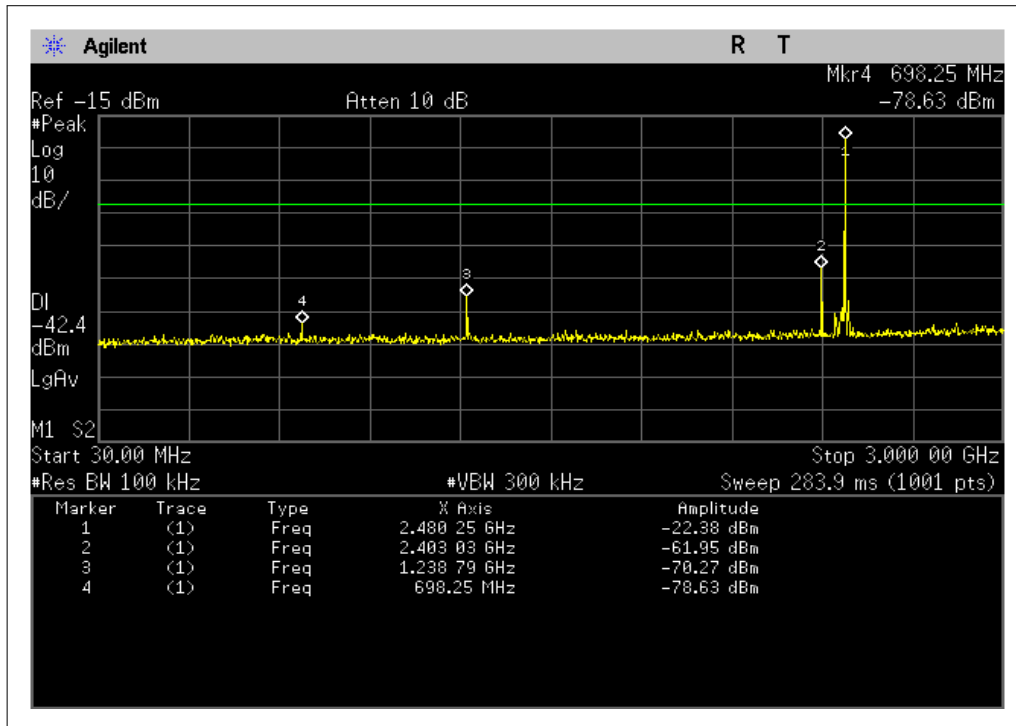 Agilent R T
Mkr4 698.25 MHz
Ref -15 dBm Atten 10 dB -78.63 dBm
#Peak
Log
10
dB/
1
2
3
4
DI
-42.4
dBm
LgAv
M1 S2
Start 30.00 MHz Stop 3.000 00 GHz
#Res BW 100 kHz #VBW 300 kHz Sweep 283.9 ms (1001 pts)
Marker Trace Type X Axis Amplitude
1 (1) Freq 2.480 25 GHz -22.38 dBm
2 (1) Freq 2.403 03 GHz -61.95 dBm
3 (1) Freq 1.238 79 GHz -70.27 dBm
4 (1) Freq 698.25 MHz -78.63 dBm